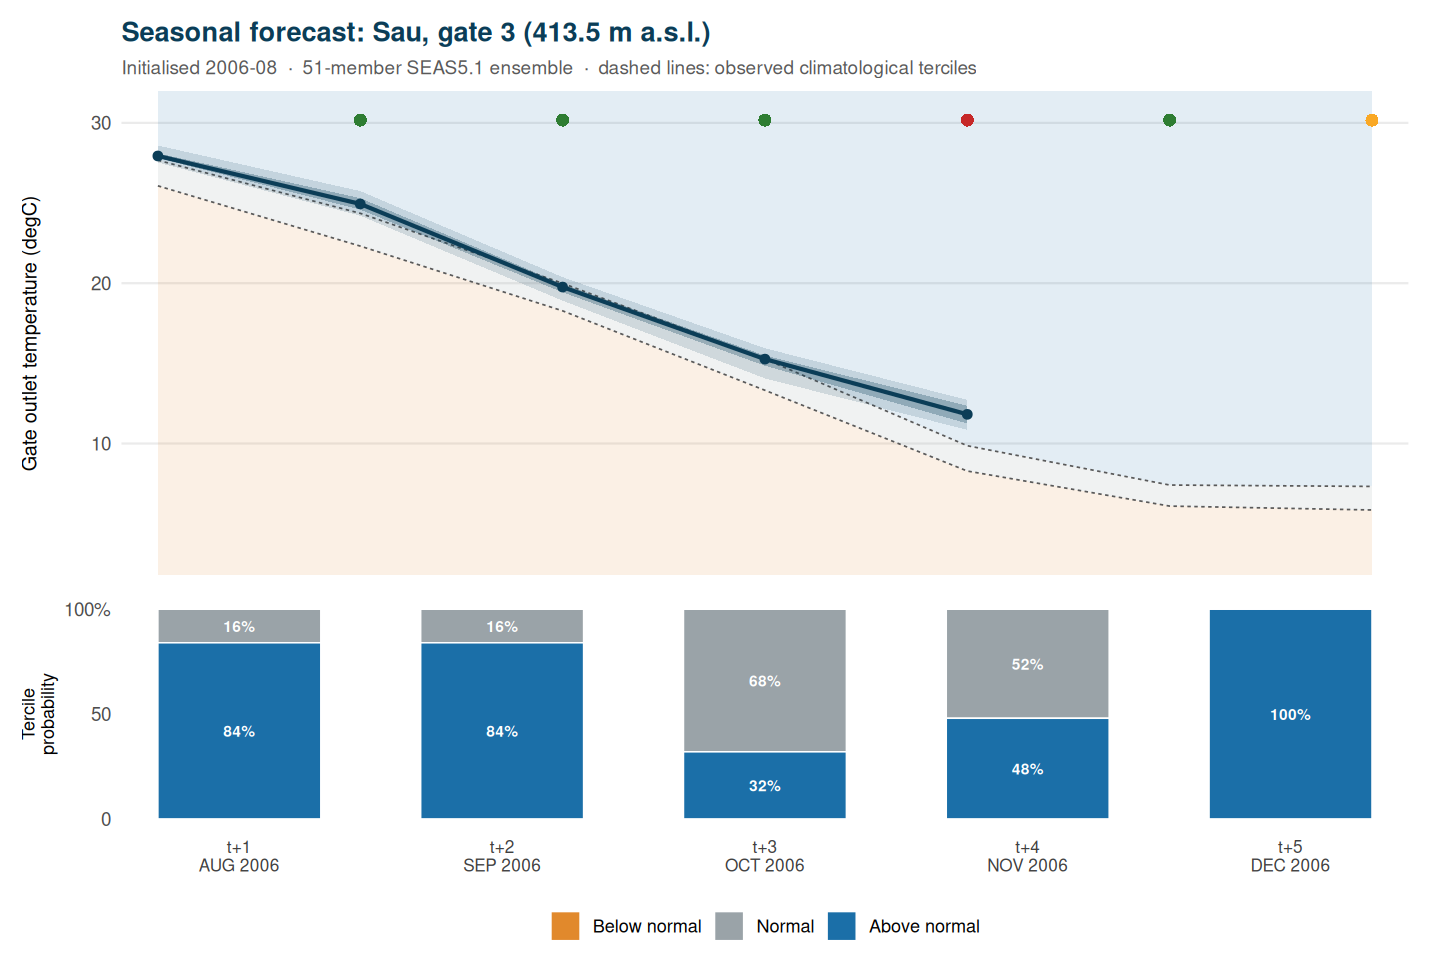 Seasonal forecast: Sau, gate 3 (413.5 m a.s.l.)
Initialised 2006-08 · 51-member SEAS5.1 ensemble · dashed lines: observed climatological terciles
Gate outlet temperature (degC)
30
20
10
Tercile
probability
100%
50
0
16%
84%
16%
84%
68%
32%
52%
48%
100%
t+1
AUG 2006
t+2
SEP 2006
t+3
OCT 2006
t+4
NOV 2006
t+5
DEC 2006
Below normal
Normal
Above normal